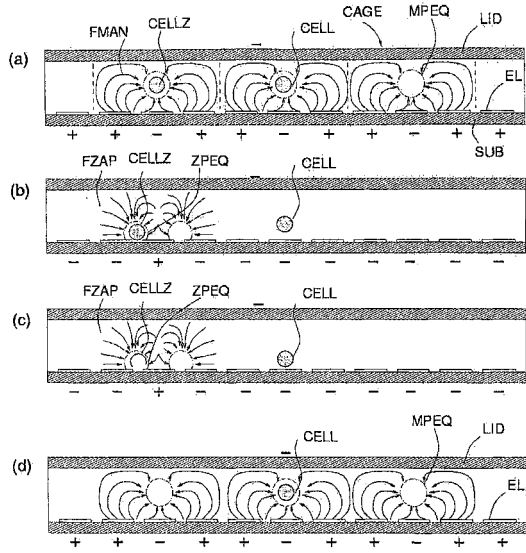 (a) FMAN CELLZ CELL CAGE MPEQ LID
−
EL
+ + − + + − + + − + +
SUB
(b) FZAP CELLZ ZPEQ − CELL
− − + − − − − − − − −
(c) FZAP CELLZ ZPEQ − CELL
− − + − − − − − − − −
(d) − CELL MPEQ LID
EL
+ + − + + − + + − + +